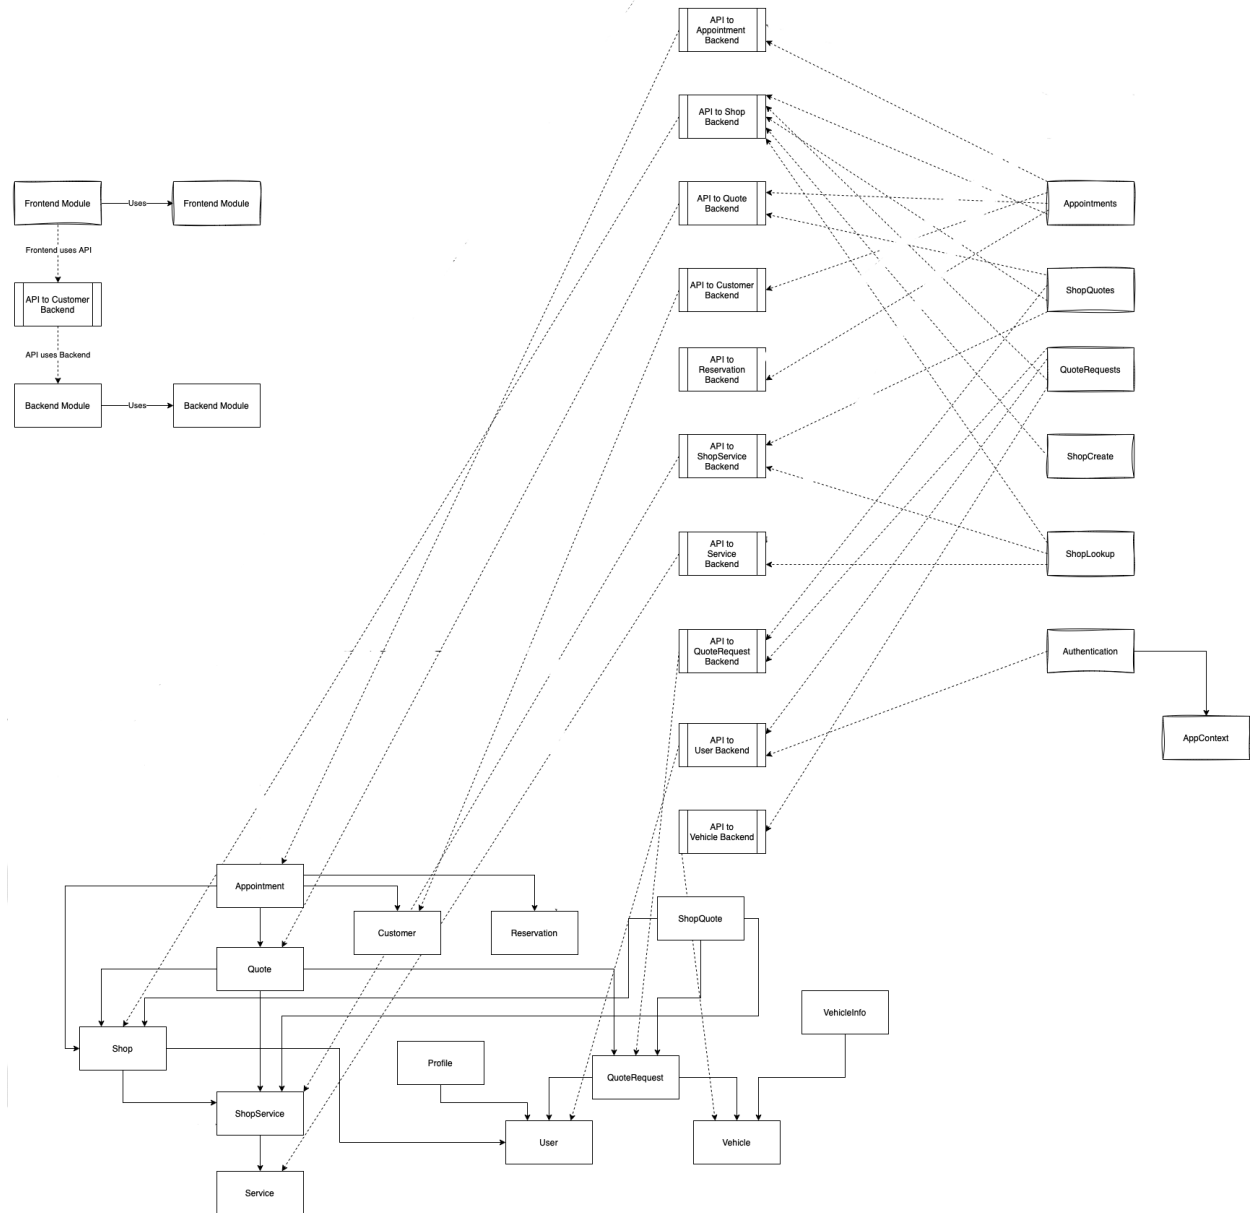 API to
Appointment
Backend
API to Shop
Backend
Frontend Module
Uses
Frontend Module
API to Quote
Backend
Appointments
Frontend uses API
API to Customer
Backend
API to Customer
Backend
ShopQuotes
API uses Backend
API to
Reservation
Backend
QuoteRequests
Backend Module
Uses
Backend Module
API to
ShopService
Backend
ShopCreate
API to
Service
Backend
ShopLookup
API to
QuoteRequest
Backend
Authentication
API to
User Backend
AppContext
API to
Vehicle Backend
Appointment
Customer
Reservation
ShopQuote
Quote
VehicleInfo
Shop
Profile
QuoteRequest
ShopService
User
Vehicle
Service